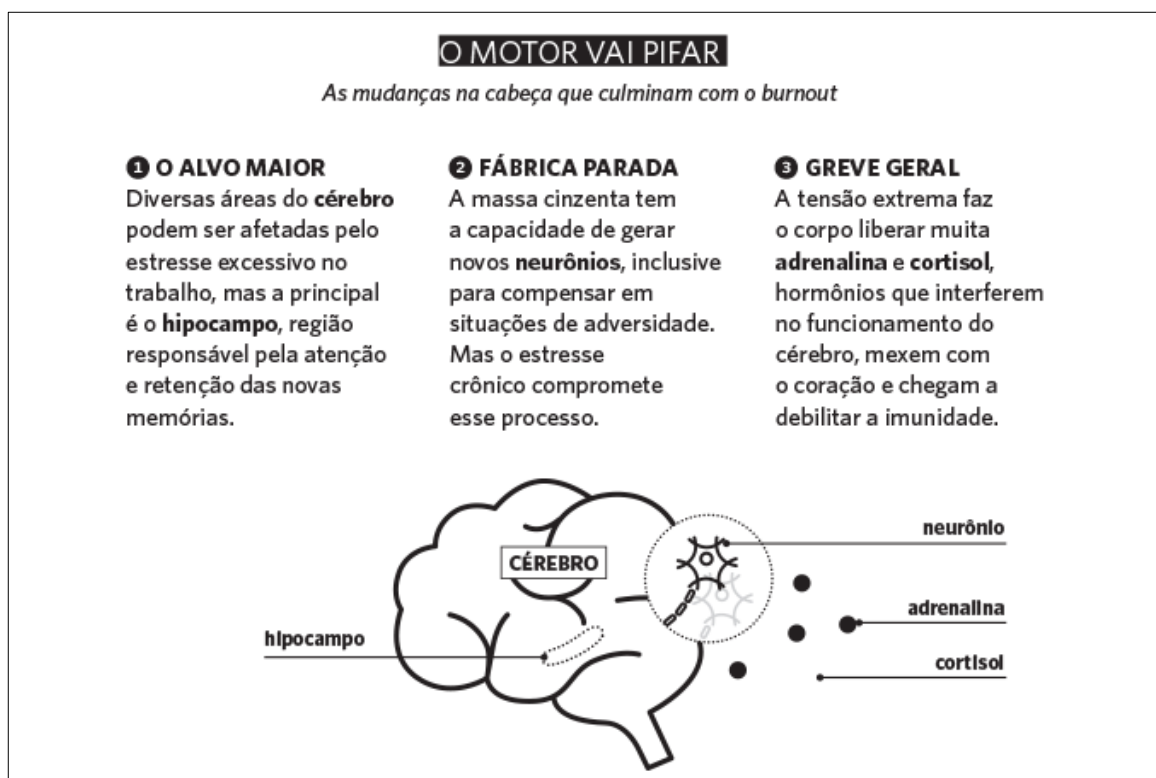 O MOTOR VAI PIFAR
As mudanças na cabeça que culminam com o burnout
1 O ALVO MAIOR
Diversas áreas do cérebro
podem ser afetadas pelo
estresse excessivo no
trabalho, mas a principal
é o hipocampo, região
responsável pela atenção
e retenção das novas
memórias.
2 FÁBRICA PARADA
A massa cinzenta tem
a capacidade de gerar
novos neurônios, inclusive
para compensar em
situações de adversidade.
Mas o estresse
crônico compromete
esse processo.
3 GREVE GERAL
A tensão extrema faz
o corpo liberar muita
adrenalina e cortisol,
hormônios que interferem
no funcionamento do
cérebro, mexem com
o coração e chegam a
debilitar a imunidade.
neurônio
CÉREBRO
adrenalina
hipocampo
cortisol